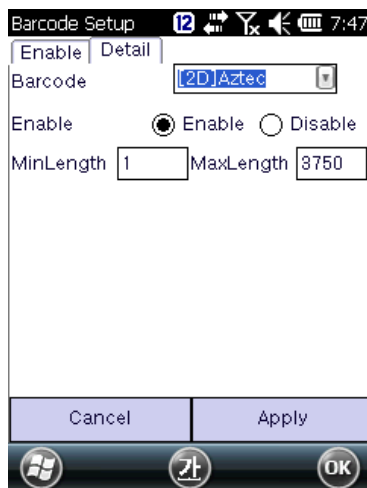 Barcode Setup 12 7:47
Enable Detail
Barcode [2D]Aztec
Enable Enable Disable
MinLength 1 MaxLength 3750
Cancel Apply
가 OK